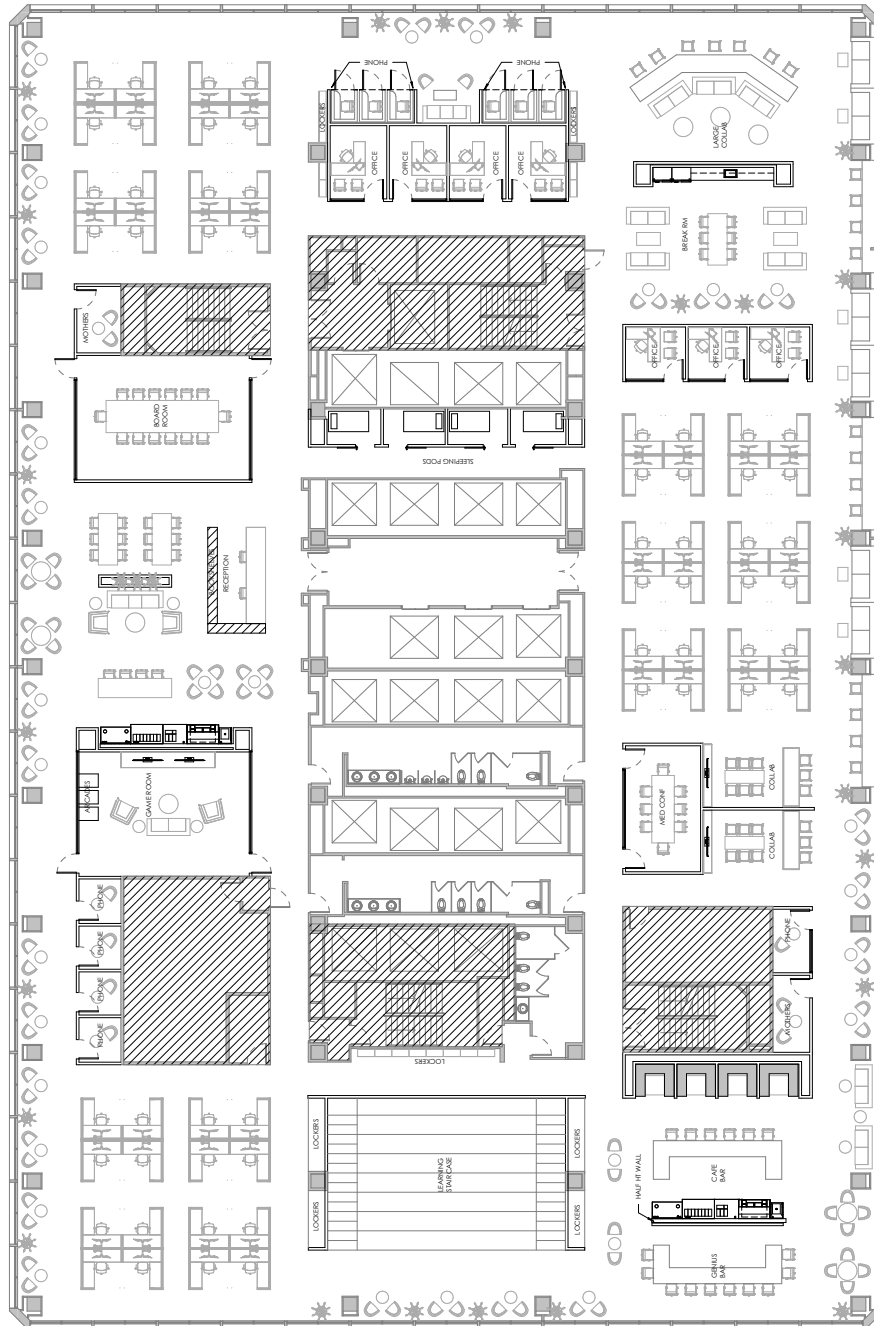 PHONE
PHONE
LOCKERS
LOCKERS
OFFICE
OFFICE
OFFICE
OFFICE
LARGE/
COLLAB
BREAK RM
MOTHERS
OFFICE
OFFICE
OFFICE
BOARD
ROOM
SLEEPING PODS
RECEPTION
ARCADES
GAME ROOM
MED CONF
COLLAB
COLLAB
PHONE
PHONE
PHONE
PHONE
PHONE
MOTHERS
LOCKERS
LOCKERS
LOCKERS
LEARNING
STAIRCASE
LOCKERS
LOCKERS
HALF HT WALL
CAFE
BAR
GENIUS
BAR